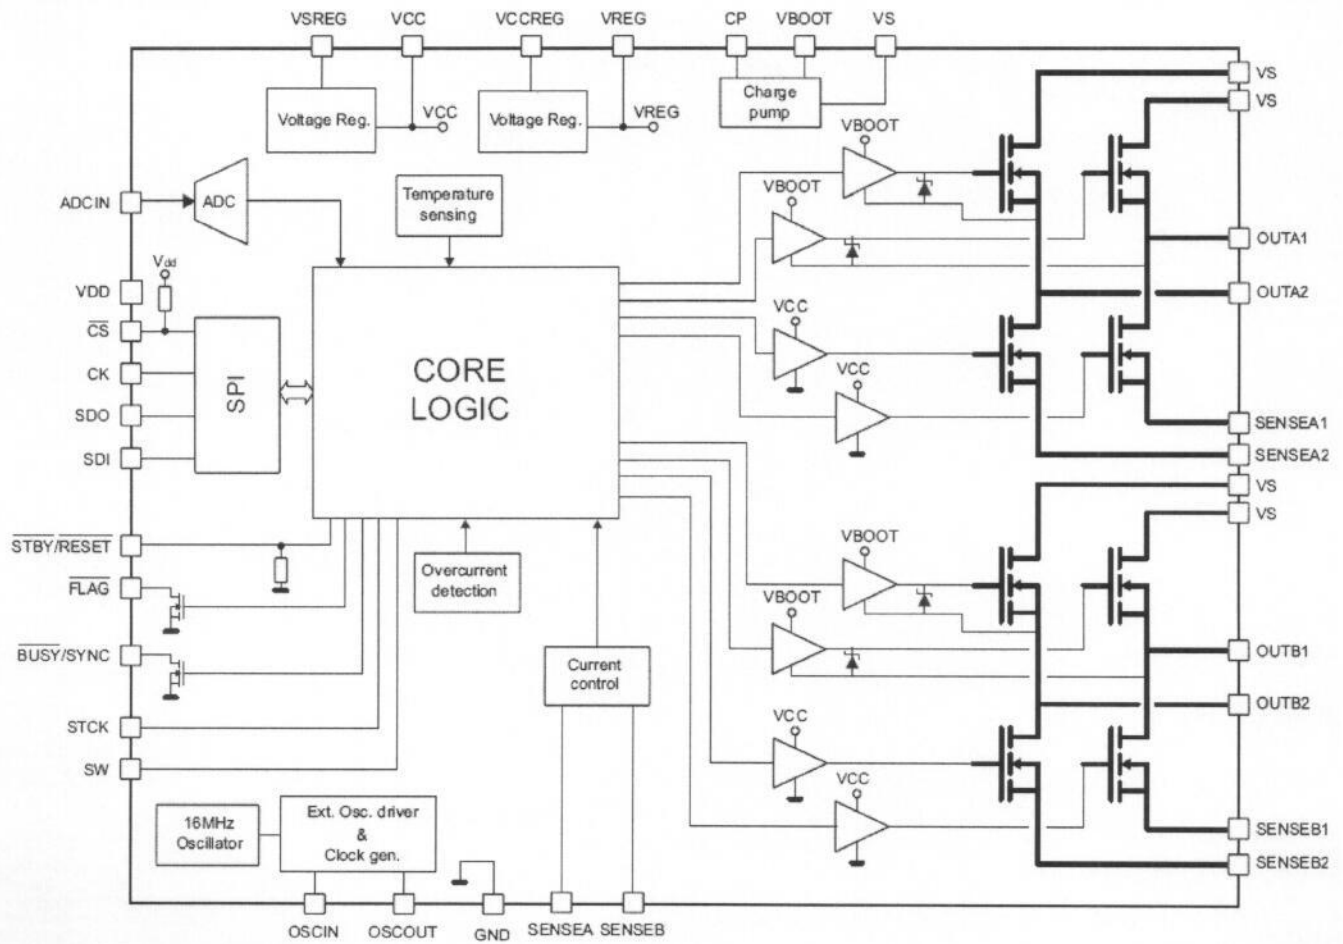 VSREG VCC VCCREG VREG CP VBOOT VS
VS
VS
Voltage Reg.
VCC
Voltage Reg.
VREG
Charge
pump
VBOOT
ADCIN
ADC
Temperature
sensing
VBOOT
OUTA1
Vdd
VDD
OUTA2
CS
VCC
CK
SPI
CORE
LOGIC
VCC
SDO
SENSEA1
SDI
SENSEA2
VS
VS
STBY/RESET
VBOOT
FLAG
Overcurrent
detection
VBOOT
BUSY/SYNC
Current
control
OUTB1
OUTB2
STCK
VCC
SW
VCC
16MHz
Oscillator
Ext. Osc. driver
&
Clock gen.
SENSEB1
SENSEB2
OSCIN OSCOUT GND SENSEA SENSEB